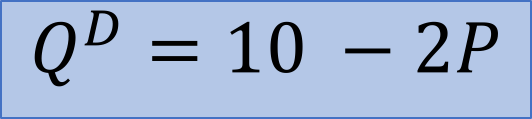 Q^D = 10 − 2P